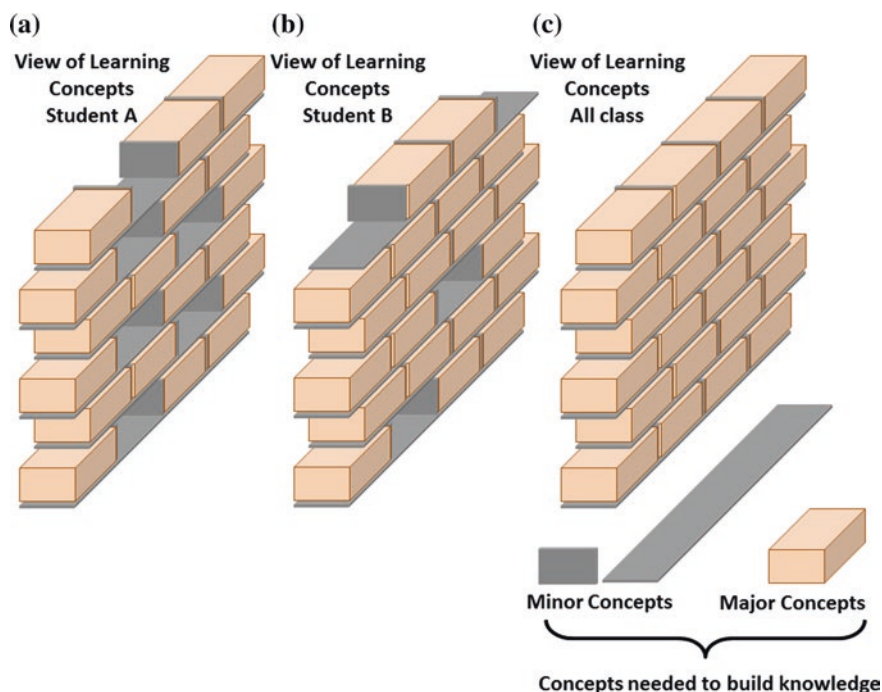 (a)
View of Learning
Concepts
Student A
(b)
View of Learning
Concepts
Student B
(c)
View of Learning
Concepts
All class
Minor Concepts
Major Concepts
Concepts needed to build knowledge